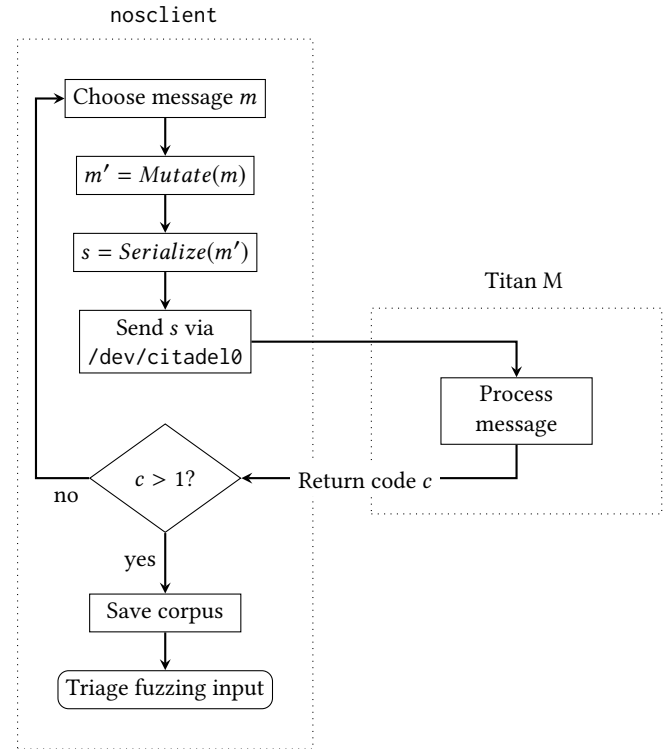 nosclient
Choose message m
m′ = Mutate(m)
s = Serialize(m′)
Send s via
/dev/citadel0
Titan M
Process
message
Return code c
c > 1?
no
yes
Save corpus
Triage fuzzing input